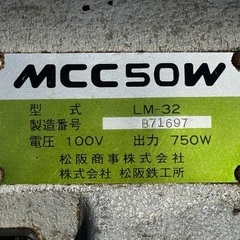 MCC50W
型式 LM-32
製造番号 B71697
電圧 100V 出力 750W
松阪商事株式会社
株式会社 松阪鉄工所